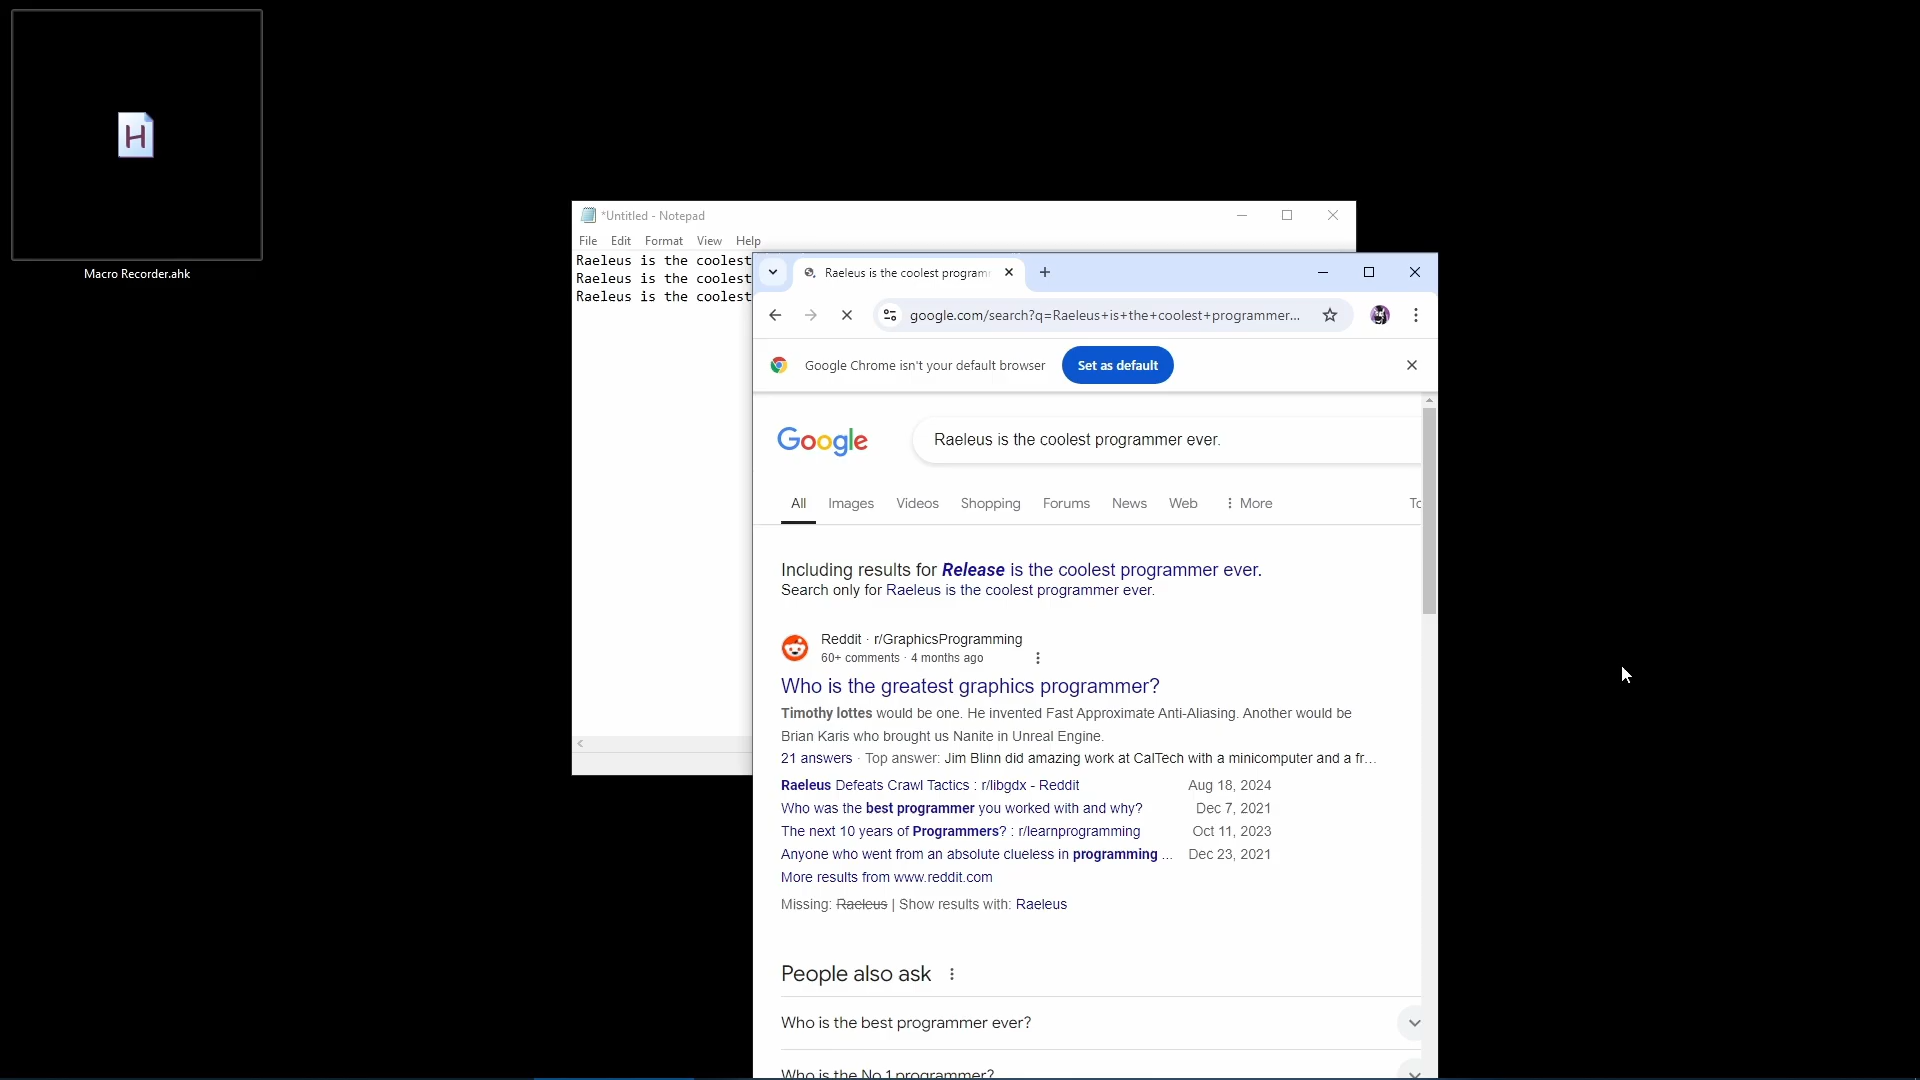 H
Macro Recorder.ahk
*Untitled - Notepad
File Edit Format View Help
Raeleus is the coolest
Raeleus is the coolest
Raeleus is the coolest
Raeleus is the coolest programm
google.com/search?q=Raeleus+is+the+coolest+programmer...
Google Chrome isn't your default browser
Set as default
Google
Raeleus is the coolest programmer ever.
All Images Videos Shopping Forums News Web More
Including results for Release is the coolest programmer ever.
Search only for Raeleus is the coolest programmer ever.
Reddit · r/GraphicsProgramming
60+ comments · 4 months ago
Who is the greatest graphics programmer?
Timothy lottes would be one. He invented Fast Approximate Anti-Aliasing. Another would be
Brian Karis who brought us Nanite in Unreal Engine.
21 answers · Top answer: Jim Blinn did amazing work at CalTech with a minicomputer and a fr...
Raeleus Defeats Crawl Tactics : r/libgdx - Reddit Aug 18, 2024
Who was the best programmer you worked with and why? Dec 7, 2021
The next 10 years of Programmers? : r/learnprogramming Oct 11, 2023
Anyone who went from an absolute clueless in programming ... Dec 23, 2021
More results from www.reddit.com
Missing: Raeleus | Show results with: Raeleus
People also ask
Who is the best programmer ever?
Who is the No 1 programmer?